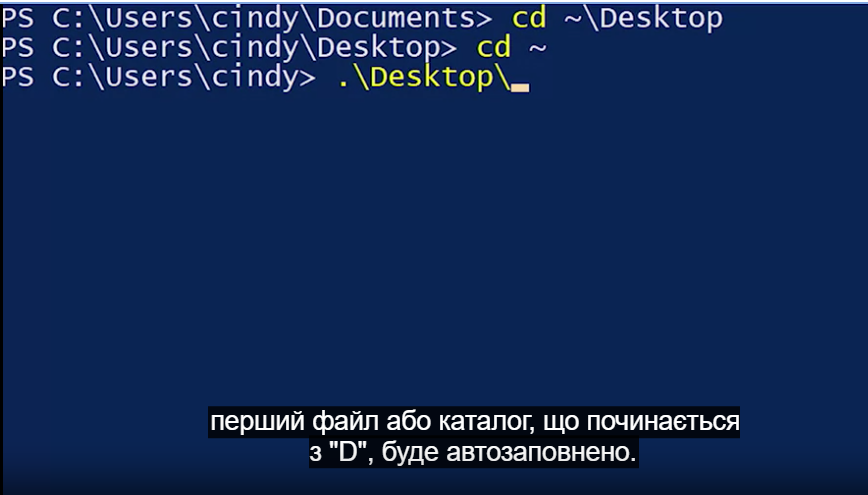 PS C:\Users\cindy\Documents> cd ~\Desktop
PS C:\Users\cindy\Desktop> cd ~
PS C:\Users\cindy> .\Desktop\
перший файл або каталог, що починається
з "D", буде автозаповнено.